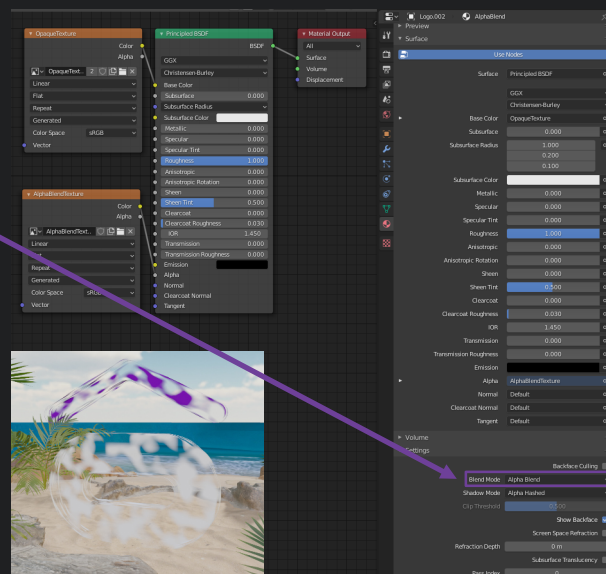 OpaqueTexture
Color
Alpha
OpaqueText.. 2
Linear
Flat
Repeat
Generated
Color Space sRGB
Vector
AlphaBlendTexture
Color
Alpha
AlphaBlendText..
Linear
Repeat
Generated
Color Space sRGB
Vector
Principled BSDF
BSDF
GGX
Christensen-Burley
Base Color
Subsurface 0.000
Subsurface Radius
Subsurface Color
Metallic 0.000
Specular 0.000
Specular Tint 0.000
Roughness 1.000
Anisotropic 0.000
Anisotropic Rotation 0.000
Sheen 0.000
Sheen Tint 0.500
Clearcoat 0.000
Clearcoat Roughness 0.030
IOR 1.450
Transmission 0.000
Transmission Roughness 0.000
Emission
Alpha
Normal
Clearcoat Normal
Tangent
Material Output
All
Surface
Volume
Displacement
Logo.002 AlphaBlend
Preview
Surface
Use Nodes
Surface Principled BSDF
GGX
Christensen-Burley
Base Color OpaqueTexture
Subsurface 0.000
Subsurface Radius 1.000
0.200
0.100
Subsurface Color
Metallic 0.000
Specular 0.000
Specular Tint 0.000
Roughness 1.000
Anisotropic 0.000
Anisotropic Rotation 0.000
Sheen 0.000
Sheen Tint 0.500
Clearcoat 0.000
Clearcoat Roughness 0.030
IOR 1.450
Transmission 0.000
Transmission Roughness 0.000
Emission
Alpha AlphaBlendTexture
Normal Default
Clearcoat Normal Default
Tangent Default
Volume
Settings
Backface Culling
Blend Mode Alpha Blend
Shadow Mode Alpha Hashed
Clip Threshold 0.500
Show Backface
Screen Space Refraction
Refraction Depth 0 m
Subsurface Translucency
Pass Index 0